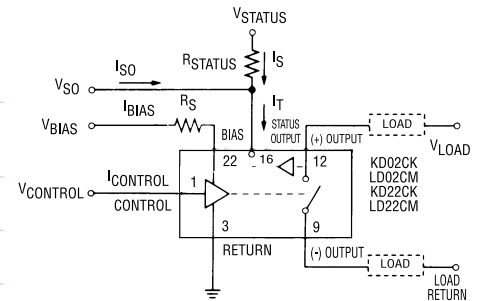 VSTATUS
RSTATUS
IS
ISO
VSO
IT
IBIAS
RS
VBIAS
BIAS
STATUS
OUTPUT
(+) OUTPUT
LOAD
VLOAD
22
16
12
KD02CK
LD02CM
KD22CK
LD22CM
VCONTROL
ICONTROL
CONTROL
1
3
9
RETURN
(-) OUTPUT
LOAD
LOAD
RETURN